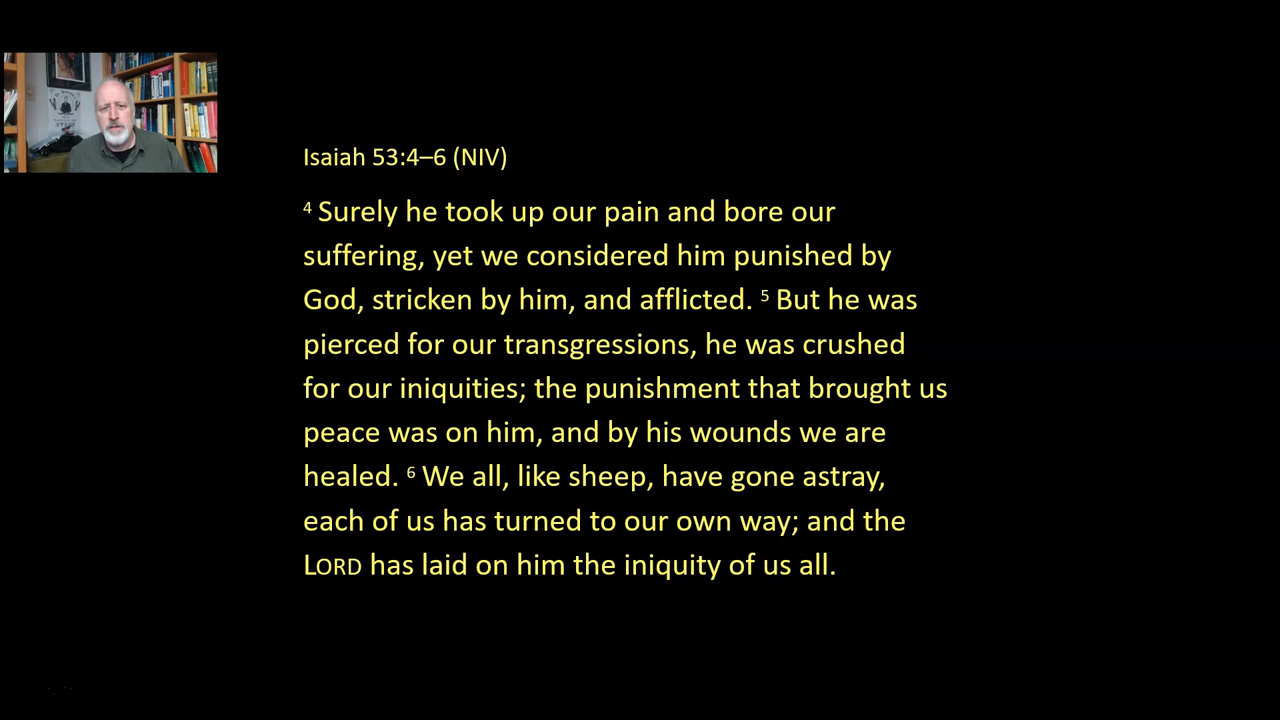 Isaiah 53:4–6 (NIV)
4 Surely he took up our pain and bore our
suffering, yet we considered him punished by
God, stricken by him, and afflicted. 5 But he was
pierced for our transgressions, he was crushed
for our iniquities; the punishment that brought us
peace was on him, and by his wounds we are
healed. 6 We all, like sheep, have gone astray,
each of us has turned to our own way; and the
LORD has laid on him the iniquity of us all.